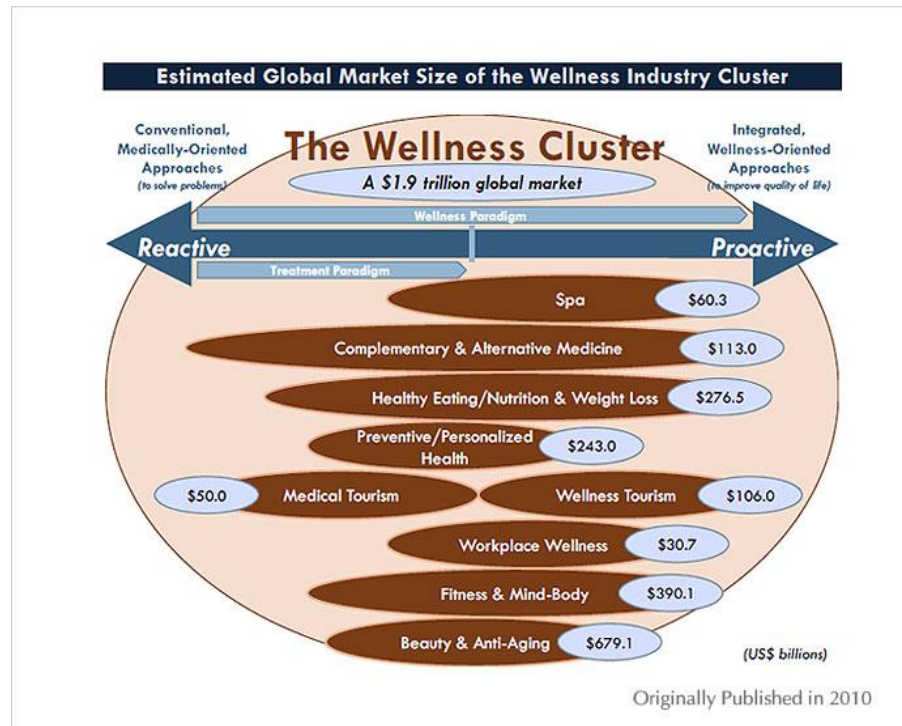 Estimated Global Market Size of the Wellness Industry Cluster
Conventional,
Medically-Oriented
Approaches
(to solve problems)
The Wellness Cluster
A $1.9 trillion global market
Integrated,
Wellness-Oriented
Approaches
(to improve quality of life)
Wellness Paradigm
Reactive
Proactive
Treatment Paradigm
Spa
$60.3
Complementary & Alternative Medicine
$113.0
Healthy Eating/Nutrition & Weight Loss
$276.5
Preventive/Personalized
Health
$243.0
$50.0
Medical Tourism
Wellness Tourism
$106.0
Workplace Wellness
$30.7
Fitness & Mind-Body
$390.1
Beauty & Anti-Aging
$679.1
(US$ billions)
Originally Published in 2010